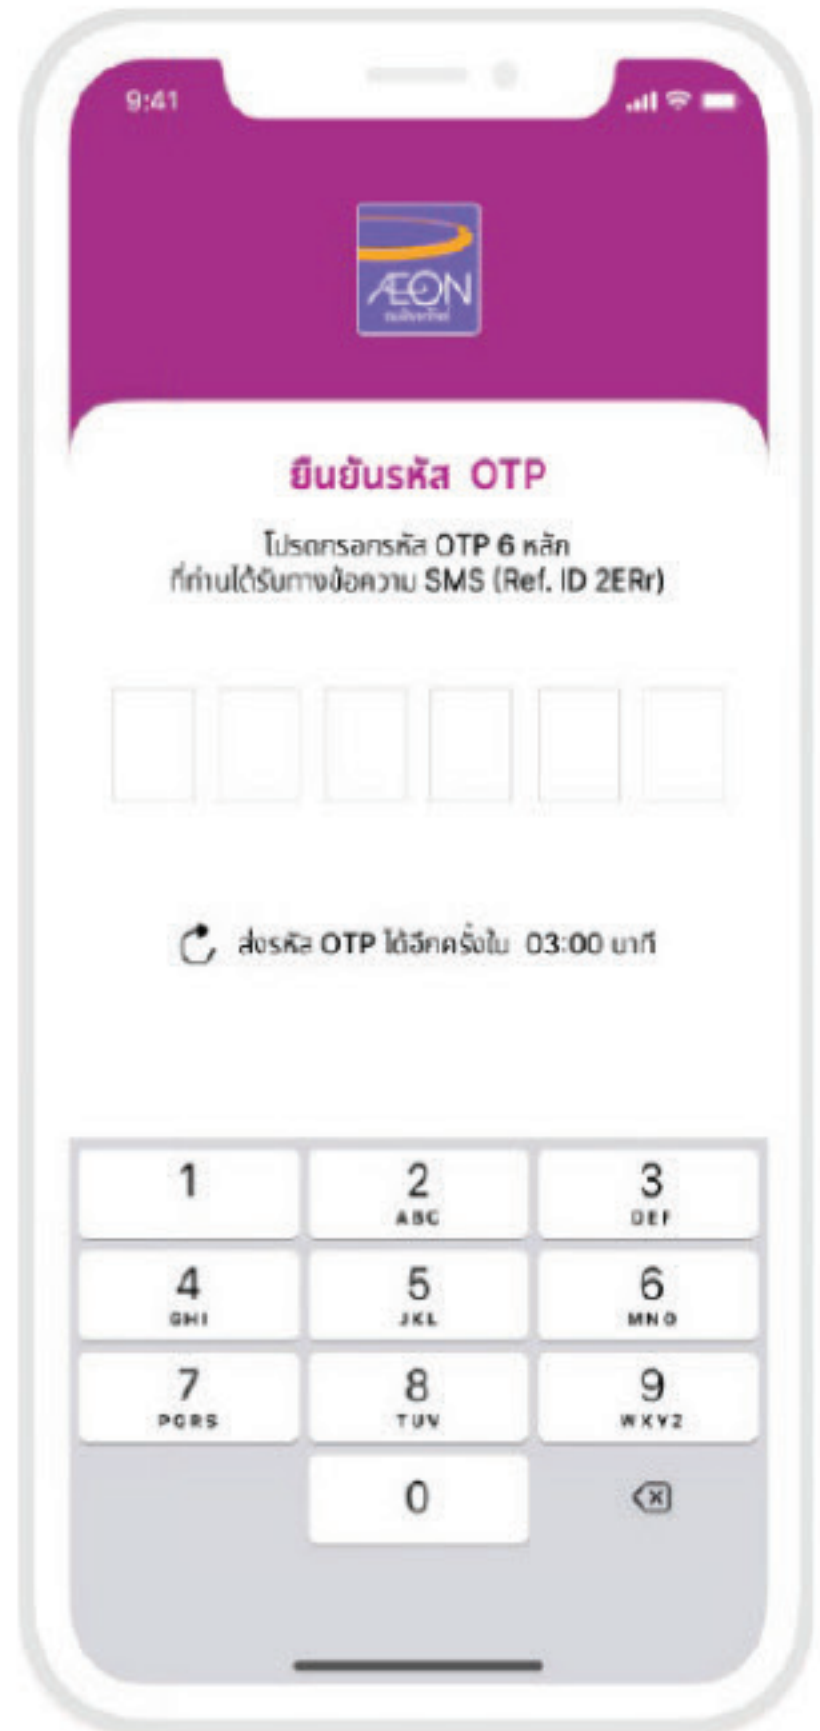 9:41
ÆON
ยืนยันรหัส OTP
โปรดกรอกรหัส OTP 6 หลัก
ที่ท่านได้รับทางข้อความ SMS (Ref. ID 2ERr)
ส่งรหัส OTP ได้อีกครั้งใน 03:00 นาที
1
2
3
ABC
DEF
4
5
6
GHI
JKL
MNO
7
8
9
PQRS
TUV
WXYZ
0